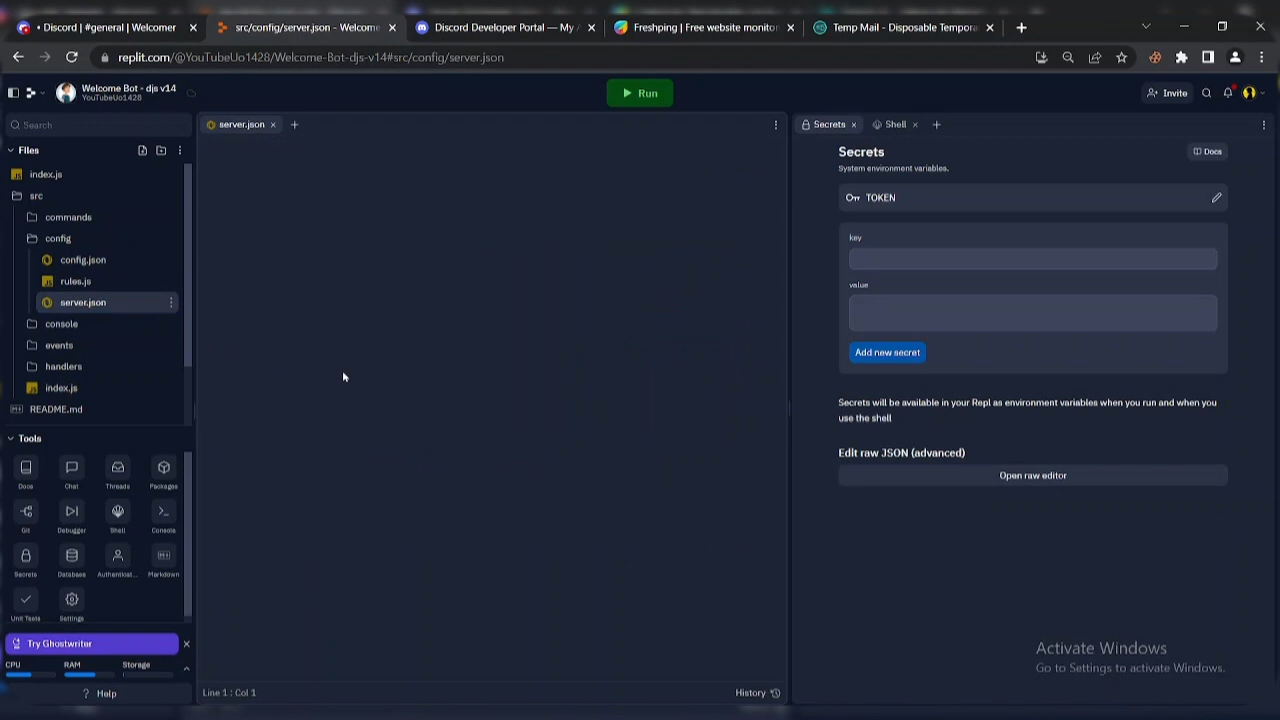 • Discord | #general | Welcomer
src/config/server.json - Welcome
Discord Developer Portal — My A
Freshping | Free website monitor
Temp Mail - Disposable Tempora
replit.com/@YouTubeUo1428/Welcome-Bot-djs-v14#src/config/server.json
Welcome Bot - djs v14
YouTubeUo1428
Run
Invite
Search
Files
index.js
src
commands
config
config.json
rules.js
server.json
console
events
handlers
index.js
README.md
Tools
Docs
Chat
Threads
Packages
Git
Debugger
Shell
Console
Secrets
Database
Authenticat...
Markdown
Unit Tests
Settings
Try Ghostwriter
CPU
RAM
Storage
? Help
server.json
Line 1 : Col 1
History
Secrets
Shell
Secrets
Docs
System environment variables.
TOKEN
key
value
Add new secret
Secrets will be available in your Repl as environment variables when you run and when you
use the shell
Edit raw JSON (advanced)
Open raw editor
Activate Windows
Go to Settings to activate Windows.